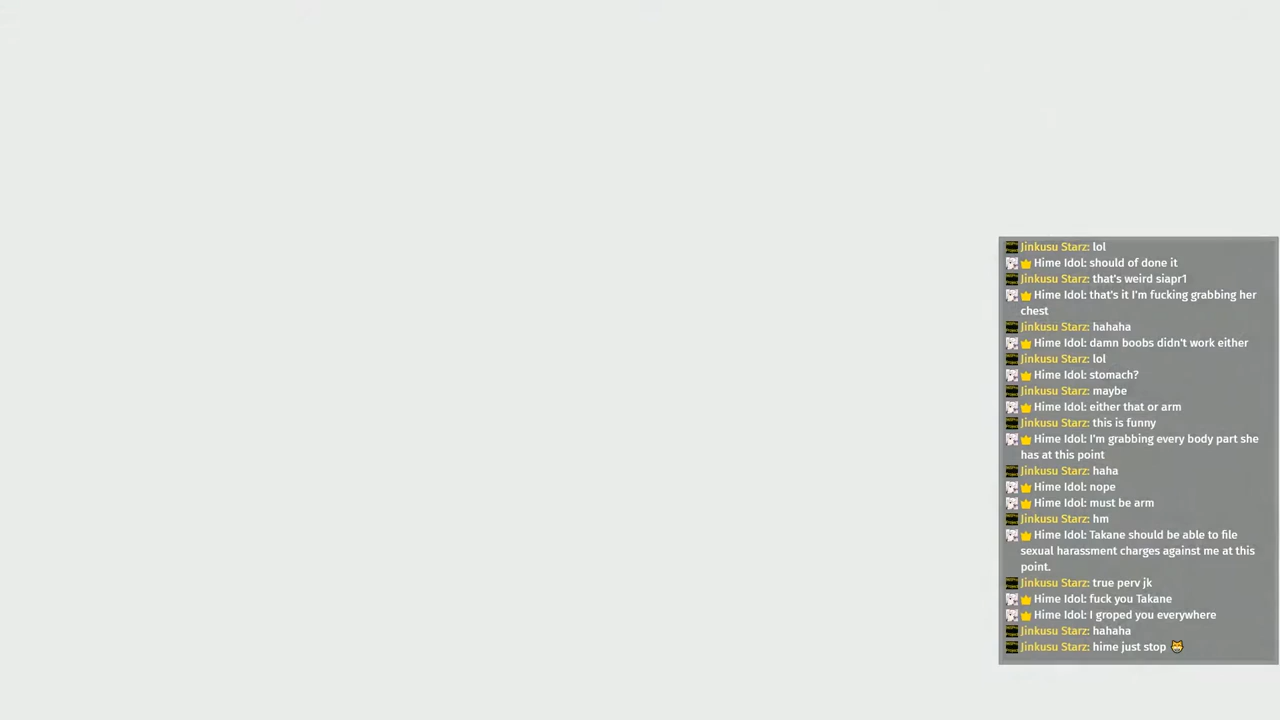 Jinkusu Starz: lol
Hime Idol: should of done it
Jinkusu Starz: that's weird siapr1
Hime Idol: that's it I'm fucking grabbing her
chest
Jinkusu Starz: hahaha
Hime Idol: damn boobs didn't work either
Jinkusu Starz: lol
Hime Idol: stomach?
Jinkusu Starz: maybe
Hime Idol: either that or arm
Jinkusu Starz: this is funny
Hime Idol: I'm grabbing every body part she
has at this point
Jinkusu Starz: haha
Hime Idol: nope
Hime Idol: must be arm
Jinkusu Starz: hm
Hime Idol: Takane should be able to file
sexual harassment charges against me at this
point.
Jinkusu Starz: true perv jk
Hime Idol: fuck you Takane
Hime Idol: I groped you everywhere
Jinkusu Starz: hahaha
Jinkusu Starz: hime just stop